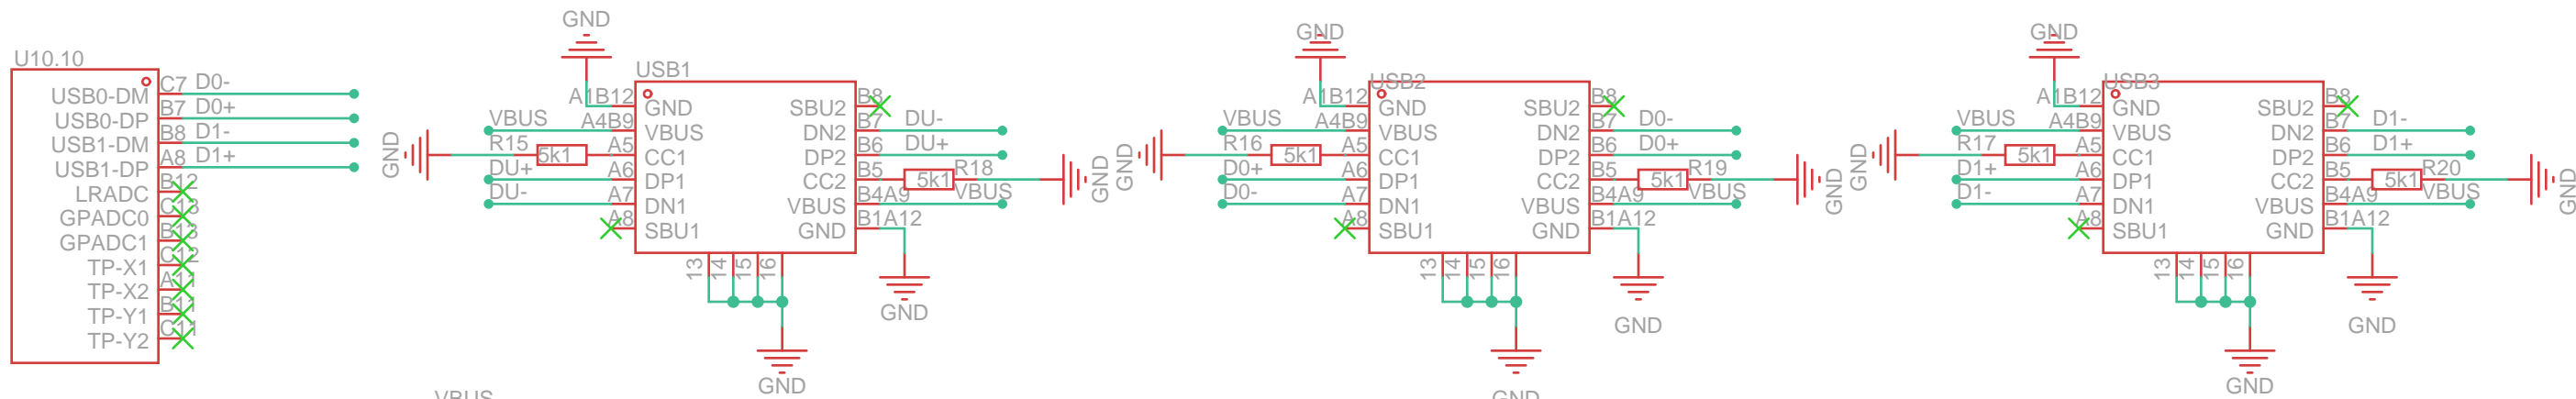 U10.10
USB0-DM C7 D0-
USB0-DP B7 D0+
USB1-DM B8 D1-
USB1-DP A8 D1+
LRADC B12
GPADC0 C13
GPADC1 B13
TP-X1 C12
TP-X2 A11
TP-Y1 B11
TP-Y2 C11
GND
USB1
A1B12 GND SBU2 B8
VBUS A4B9 VBUS DN2 B7 DU-
GND R15 5k1 A5 CC1 DP2 B6 DU+
DU+ A6 DP1 CC2 B5 5k1 R18 GND
DU- A7 DN1 VBUS B4A9 VBUS
A8 SBU1 GND B1A12
13 14 15 16
GND
GND
GND
USB2
A1B12 GND SBU2 B8
VBUS A4B9 VBUS DN2 B7 D0-
GND R16 5k1 A5 CC1 DP2 B6 D0+
D0+ A6 DP1 CC2 B5 5k1 R19 GND
D0- A7 DN1 VBUS B4A9 VBUS
A8 SBU1 GND B1A12
13 14 15 16
GND
GND
GND
USB3
A1B12 GND SBU2 B8
VBUS A4B9 VBUS DN2 B7 D1-
GND R17 5k1 A5 CC1 DP2 B6 D1+
D1+ A6 DP1 CC2 B5 5k1 R20 GND
D1- A7 DN1 VBUS B4A9 VBUS
A8 SBU1 GND B1A12
13 14 15 16
GND
GND
VBUS
GND